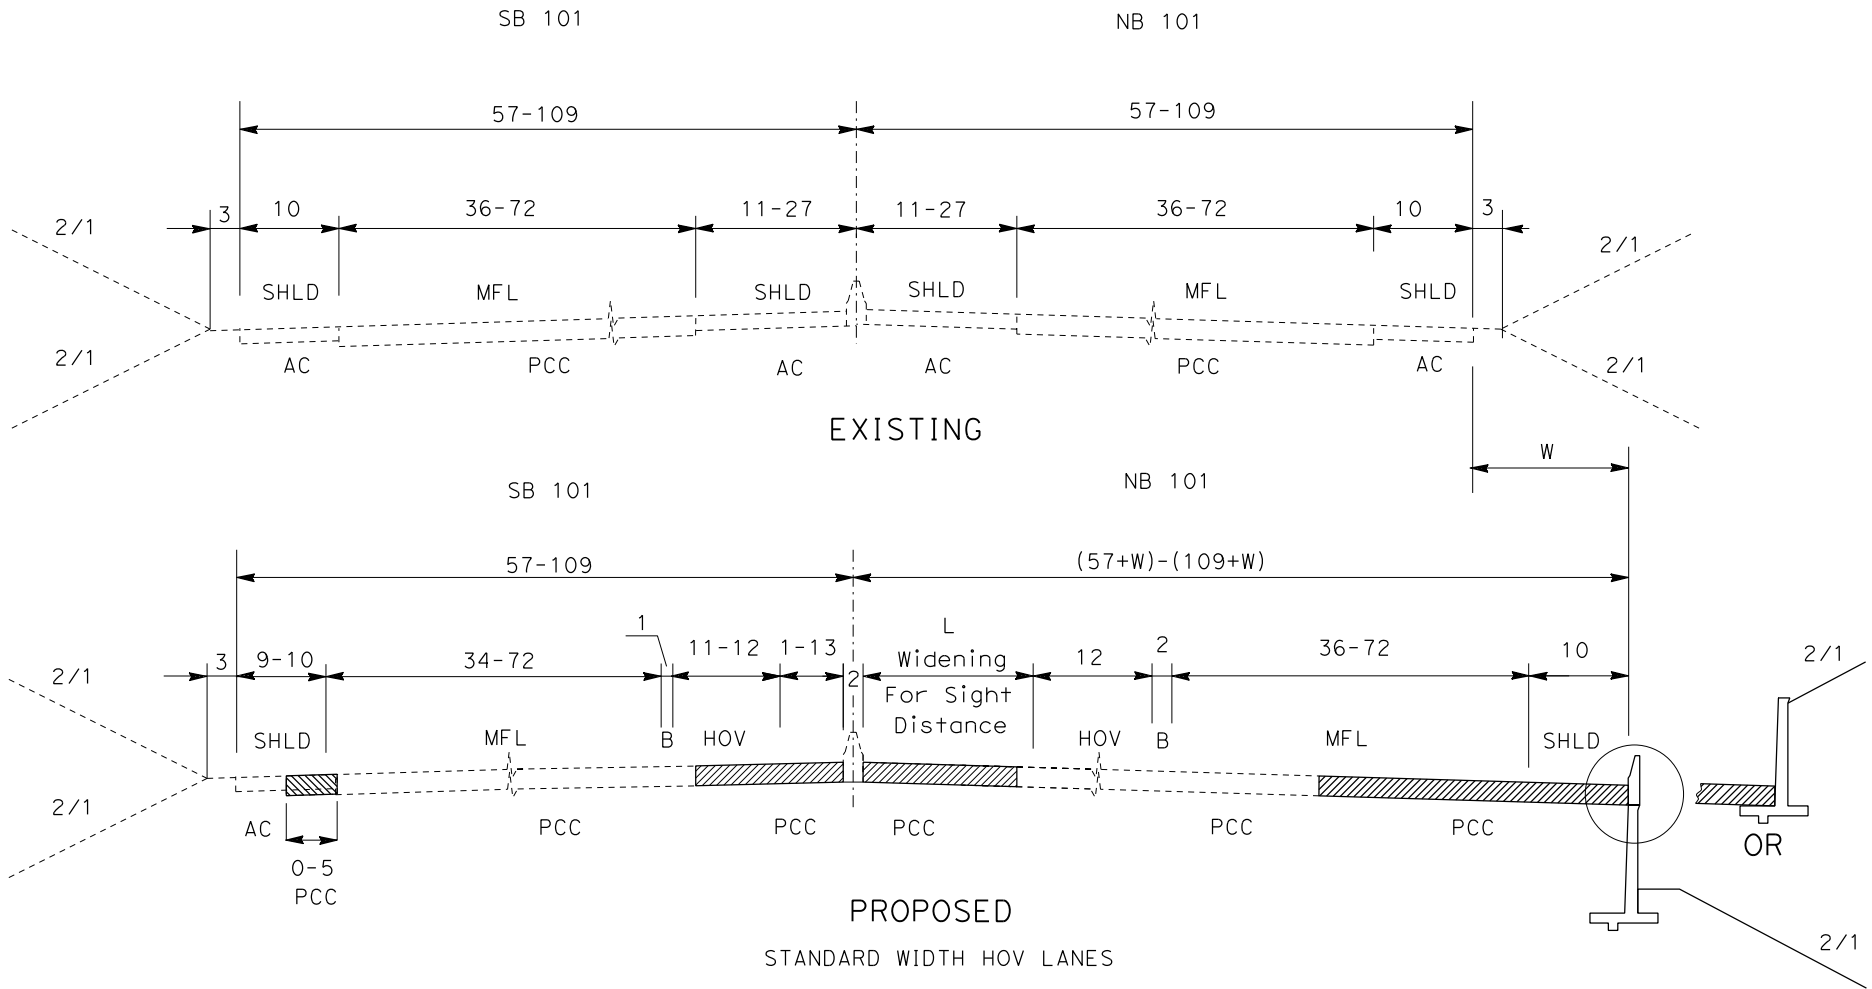 SB 101
NB 101
57-109
57-109
3
10
36-72
11-27
11-27
36-72
10
3
2/1
2/1
SHLD
MFL
SHLD
SHLD
MFL
SHLD
2/1
2/1
AC
PCC
AC
AC
PCC
AC
EXISTING
W
SB 101
NB 101
57-109
(57+W)-(109+W)
3
9-10
34-72
1
11-12
1-13
2
L
Widening
For Sight
Distance
12
2
36-72
10
2/1
2/1
SHLD
MFL
B
HOV
HOV
B
MFL
SHLD
2/1
AC
PCC
PCC
PCC
PCC
PCC
OR
0-5
PCC
PROPOSED
STANDARD WIDTH HOV LANES
2/1